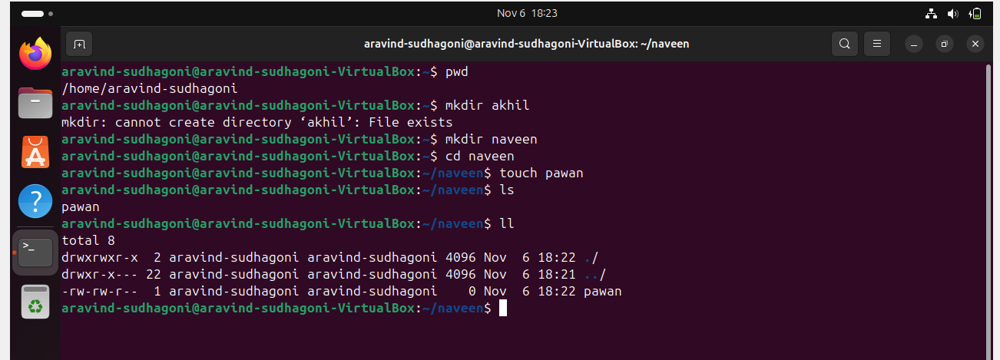 Nov 6 18:23
aravind-sudhagoni@aravind-sudhagoni-VirtualBox: ~/naveen
aravind-sudhagoni@aravind-sudhagoni-VirtualBox:~$ pwd
/home/aravind-sudhagoni
aravind-sudhagoni@aravind-sudhagoni-VirtualBox:~$ mkdir akhil
mkdir: cannot create directory ‘akhil’: File exists
aravind-sudhagoni@aravind-sudhagoni-VirtualBox:~$ mkdir naveen
aravind-sudhagoni@aravind-sudhagoni-VirtualBox:~$ cd naveen
aravind-sudhagoni@aravind-sudhagoni-VirtualBox:~/naveen$ touch pawan
aravind-sudhagoni@aravind-sudhagoni-VirtualBox:~/naveen$ ls
pawan
aravind-sudhagoni@aravind-sudhagoni-VirtualBox:~/naveen$ ll
total 8
drwxrwxr-x  2 aravind-sudhagoni aravind-sudhagoni 4096 Nov  6 18:22 ./
drwxr-x--- 22 aravind-sudhagoni aravind-sudhagoni 4096 Nov  6 18:21 ../
-rw-rw-r--  1 aravind-sudhagoni aravind-sudhagoni    0 Nov  6 18:22 pawan
aravind-sudhagoni@aravind-sudhagoni-VirtualBox:~/naveen$